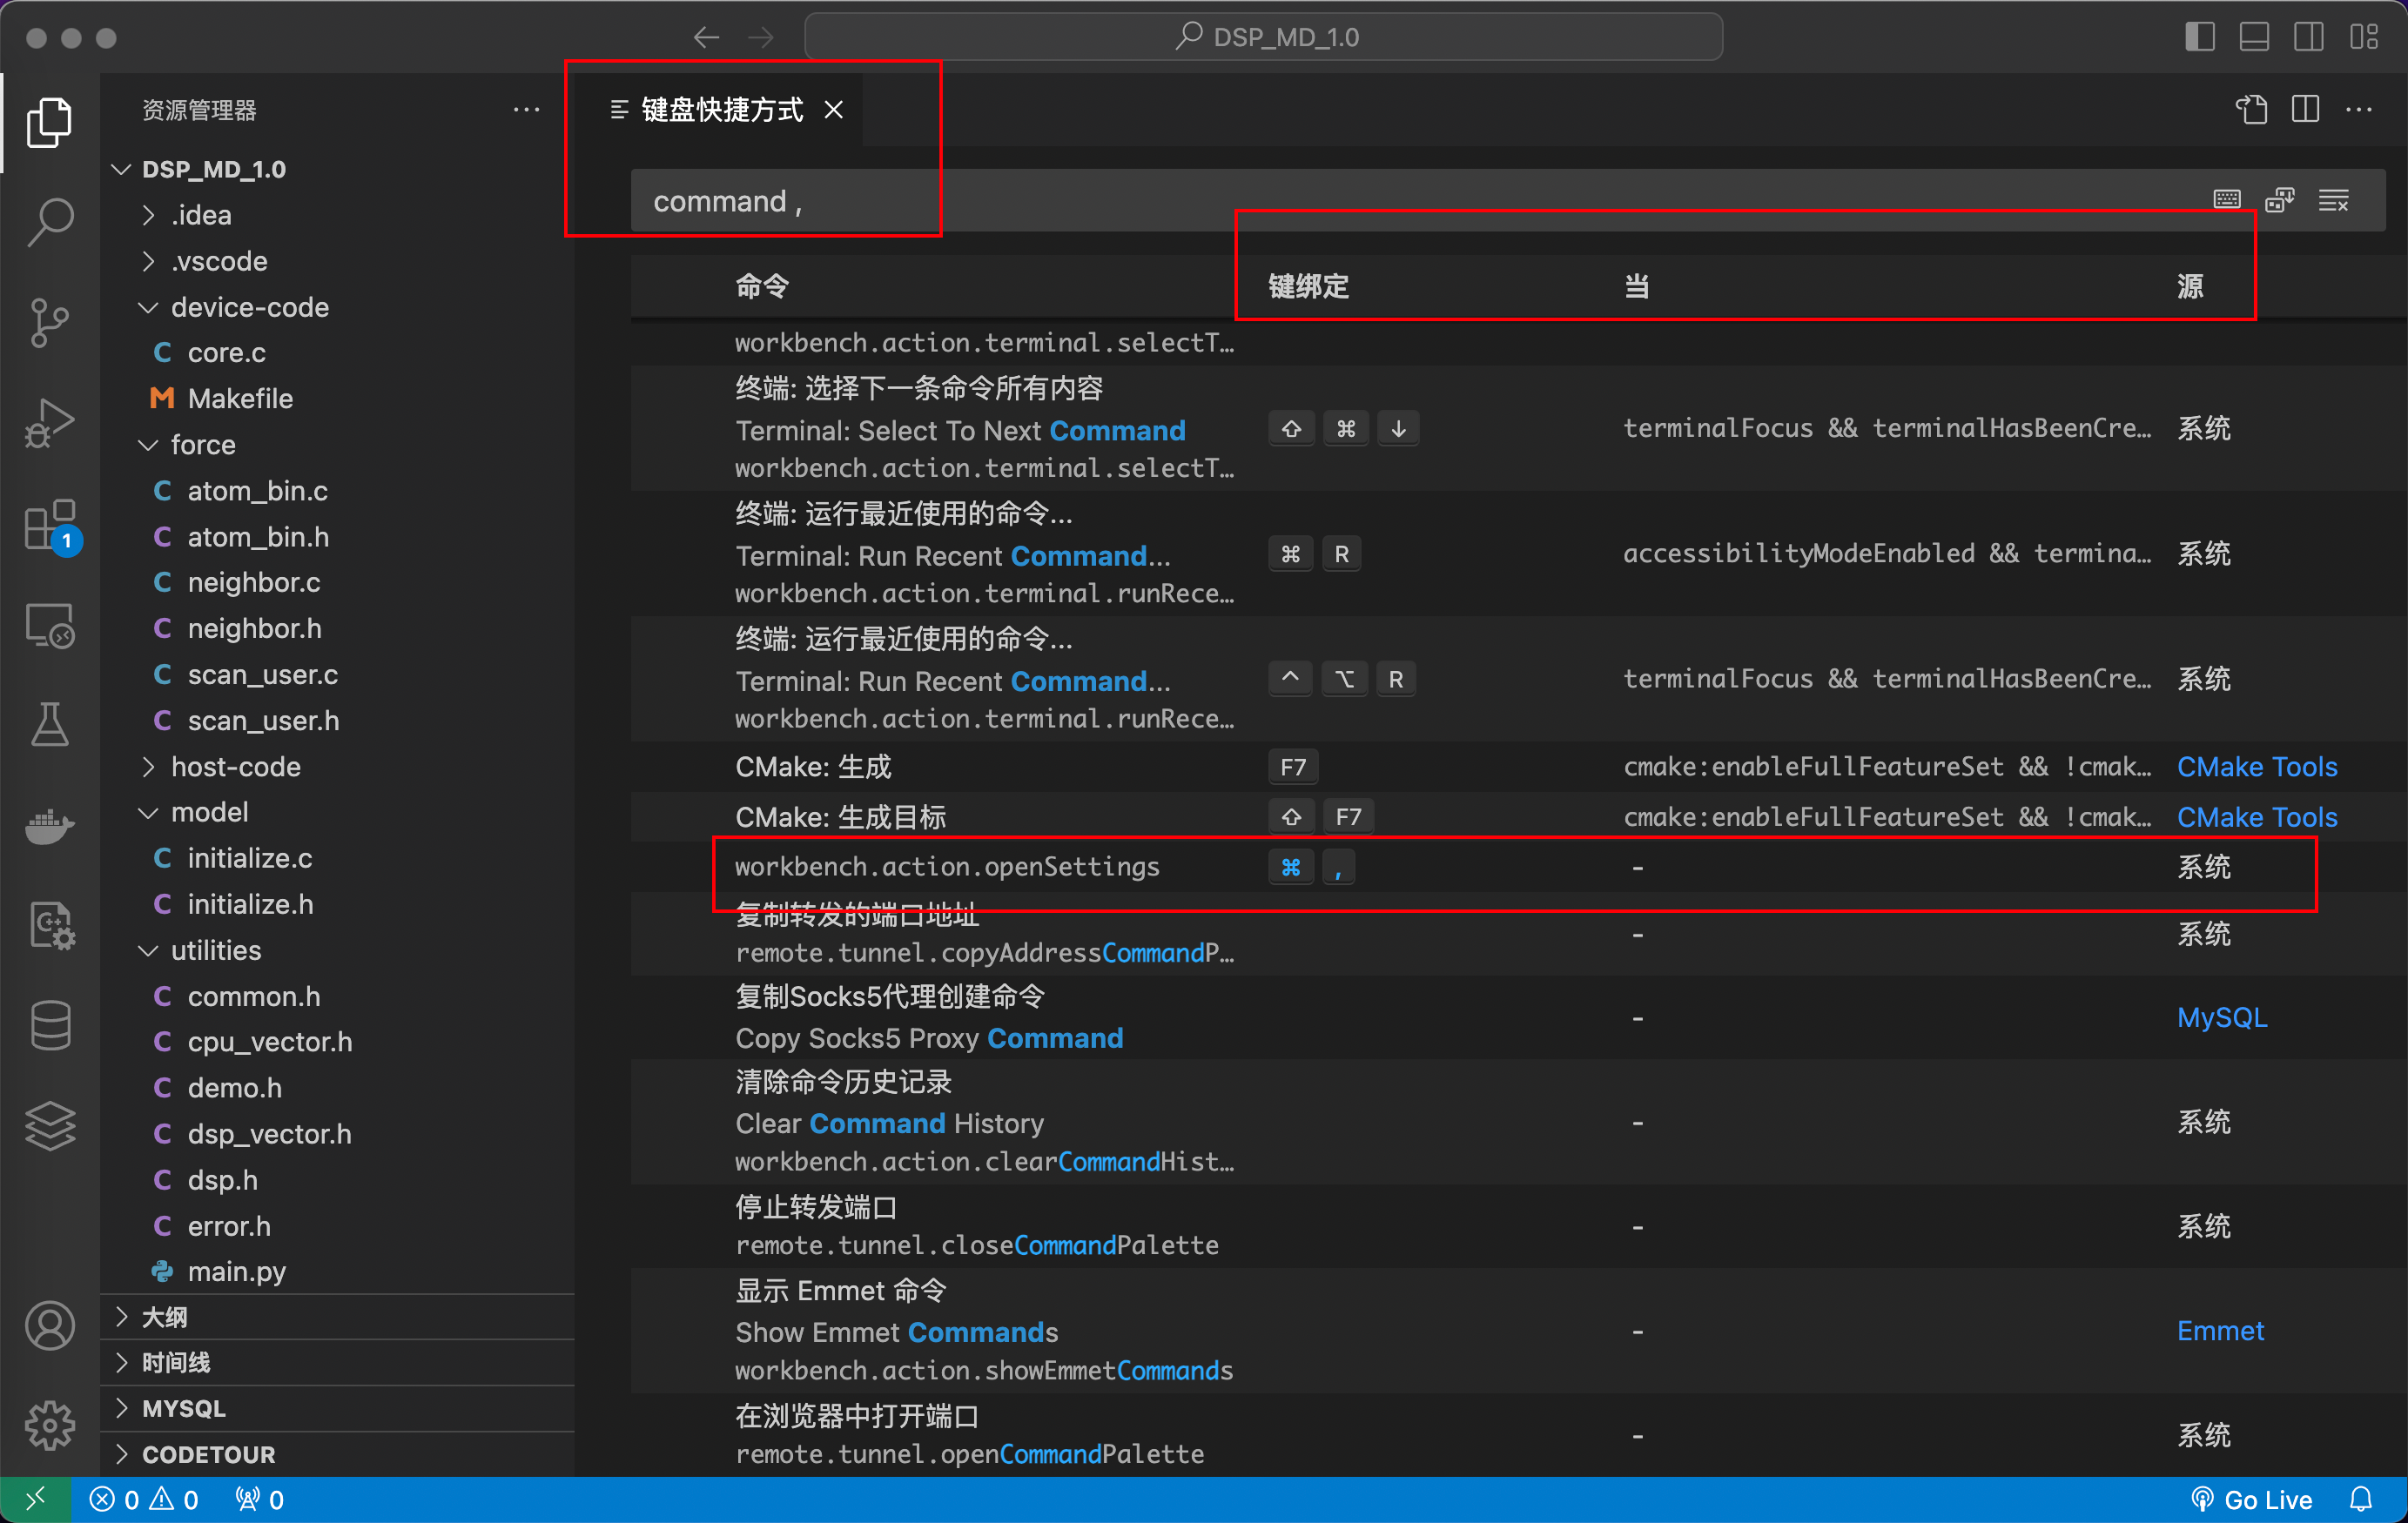 DSP_MD_1.0
资源管理器
DSP_MD_1.0
.idea
.vscode
device-code
C core.c
M Makefile
force
C atom_bin.c
C atom_bin.h
C neighbor.c
C neighbor.h
C scan_user.c
C scan_user.h
host-code
model
C initialize.c
C initialize.h
utilities
C common.h
C cpu_vector.h
C demo.h
C dsp_vector.h
C dsp.h
C error.h
main.py
大纲
时间线
MYSQL
CODETOUR
1
键盘快捷方式
command ,
命令 键绑定 当 源
workbench.action.terminal.selectT…
终端: 选择下一条命令所有内容
Terminal: Select To Next Command ⇧ ⌘ ↓ terminalFocus && terminalHasBeenCre… 系统
workbench.action.terminal.selectT…
终端: 运行最近使用的命令...
Terminal: Run Recent Command... ⌘ R accessibilityModeEnabled && termina… 系统
workbench.action.terminal.runRece…
终端: 运行最近使用的命令...
Terminal: Run Recent Command... ^ ⌥ R terminalFocus && terminalHasBeenCre… 系统
workbench.action.terminal.runRece…
CMake: 生成 F7 cmake:enableFullFeatureSet && !cmak… CMake Tools
CMake: 生成目标 ⇧ F7 cmake:enableFullFeatureSet && !cmak… CMake Tools
workbench.action.openSettings ⌘ , - 系统
复制转发的端口地址
remote.tunnel.copyAddressCommandP… - 系统
复制Socks5代理创建命令
Copy Socks5 Proxy Command - MySQL
清除命令历史记录
Clear Command History - 系统
workbench.action.clearCommandHist…
停止转发端口
remote.tunnel.closeCommandPalette - 系统
显示 Emmet 命令
Show Emmet Commands - Emmet
workbench.action.showEmmetCommands
在浏览器中打开端口
remote.tunnel.openCommandPalette - 系统
0 0 0 Go Live